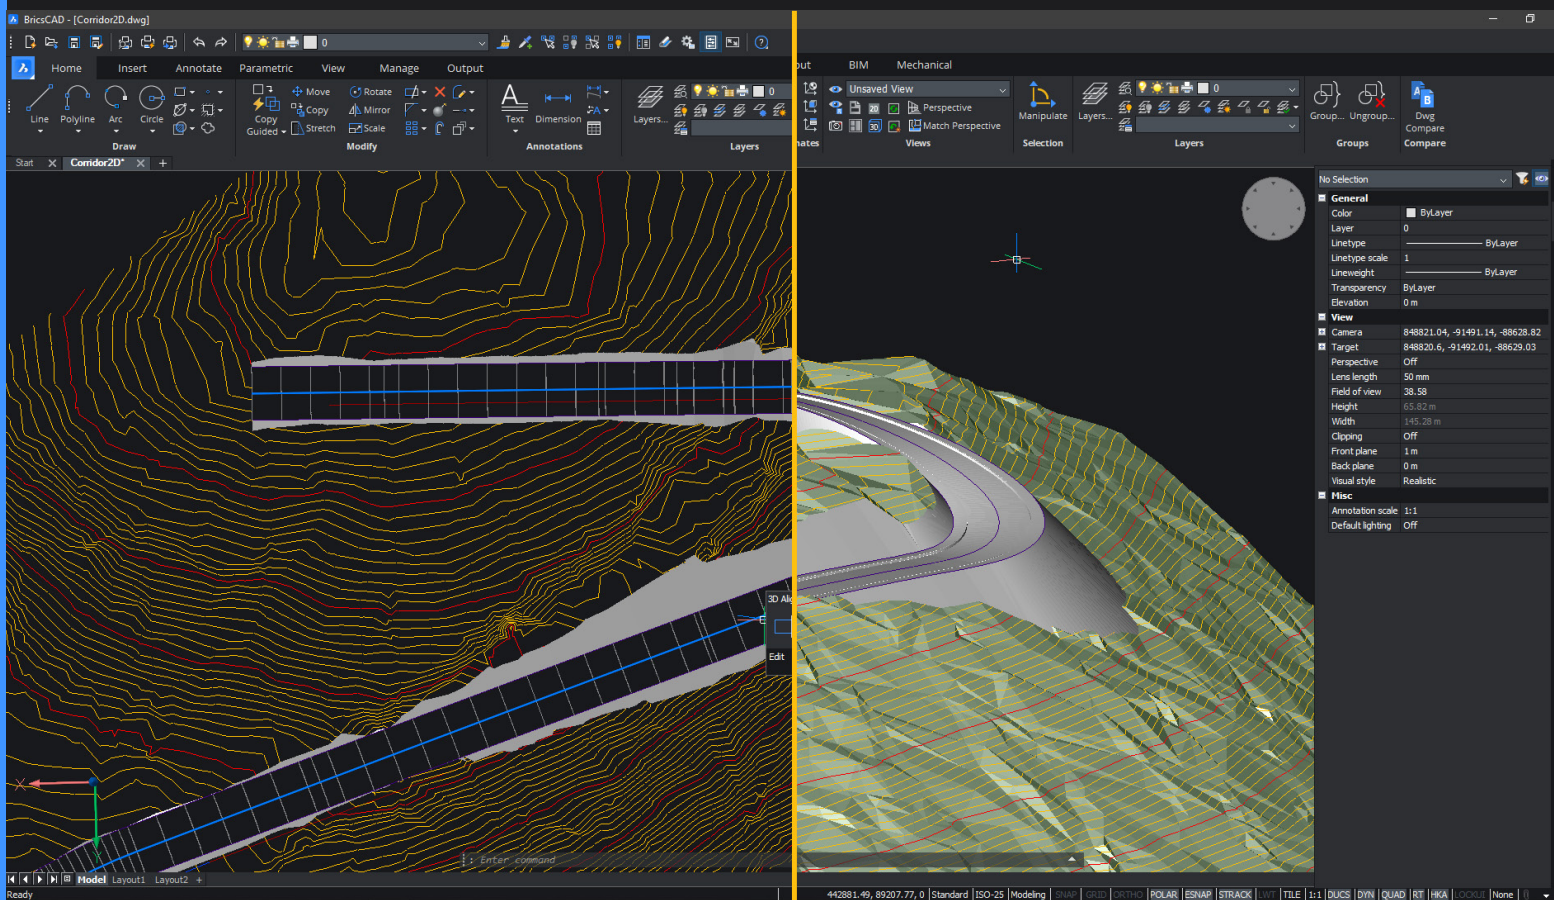 BricsCAD - [Corridor2D.dwg]
0
Home Insert Annotate Parametric View Manage Output
BIM Mechanical
Line Polyline Arc Circle
Draw
Copy
Guided
Move Rotate
Copy Mirror
Stretch Scale
Modify
Text Dimension
Annotations
Layers...
0
Layers
Unsaved View
Perspective
2D
3D
Match Perspective
Views
Manipulate
Selection
Layers...
0
Layers
Group... Ungroup...
Groups
Dwg
Compare
Compare
Start
Corridor2D*
No Selection
General
Color ByLayer
Layer 0
Linetype ByLayer
Linetype scale 1
Lineweight ByLayer
Transparency ByLayer
Elevation 0 m
View
Camera 848821.04, -91491.14, -88628.82
Target 848820.6, -91492.01, -88629.03
Perspective Off
Lens length 50 mm
Field of view 38.58
Height 65.82 m
Width 145.28 m
Clipping Off
Front plane 1 m
Back plane 0 m
Visual style Realistic
Misc
Annotation scale 1:1
Default lighting Off
3D Alig
Edit
X
: Enter command
Model Layout1 Layout2 +
Ready
442881.49, 89207.77, 0 Standard ISO-25 Modeling SNAP GRID ORTHO POLAR ESNAP STRACK LWT TILE 1:1 DUCS DYN QUAD RT HKA LOCKUI None